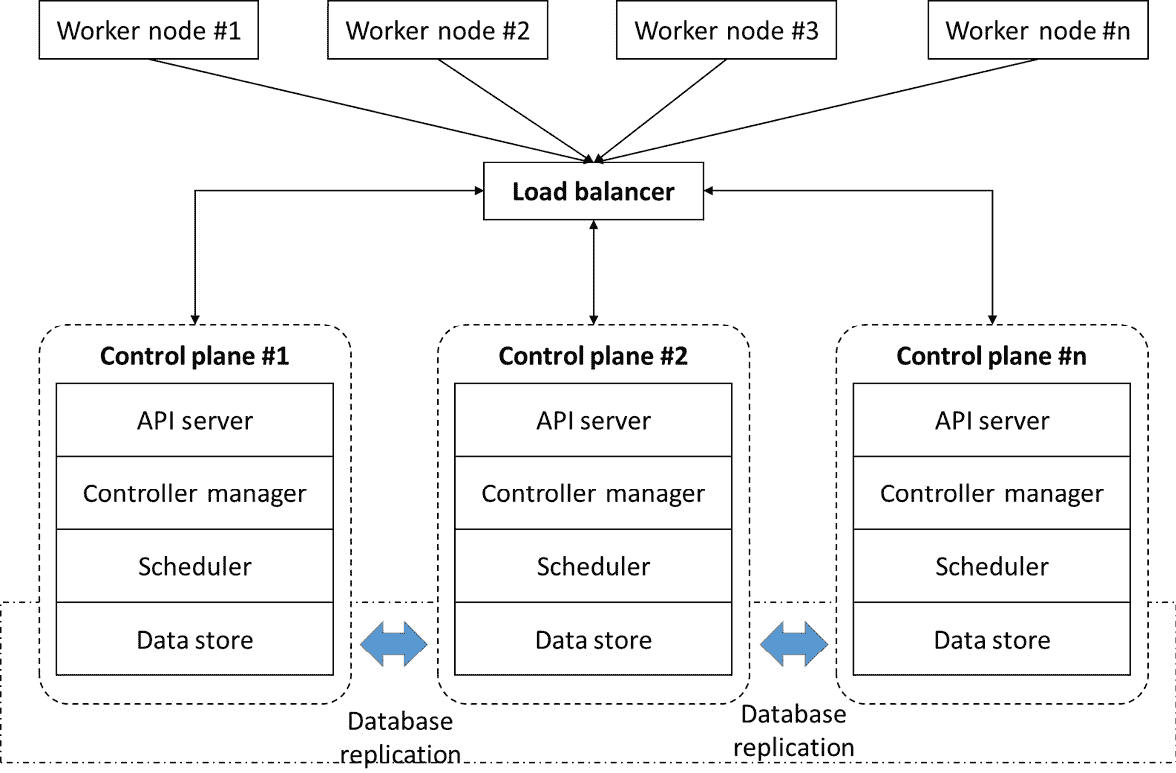 Worker node #1
Worker node #2
Worker node #3
Worker node #n
Load balancer
Control plane #1
Control plane #2
Control plane #n
API server
API server
API server
Controller manager
Controller manager
Controller manager
Scheduler
Scheduler
Scheduler
Data store
Data store
Data store
Database
replication
Database
replication